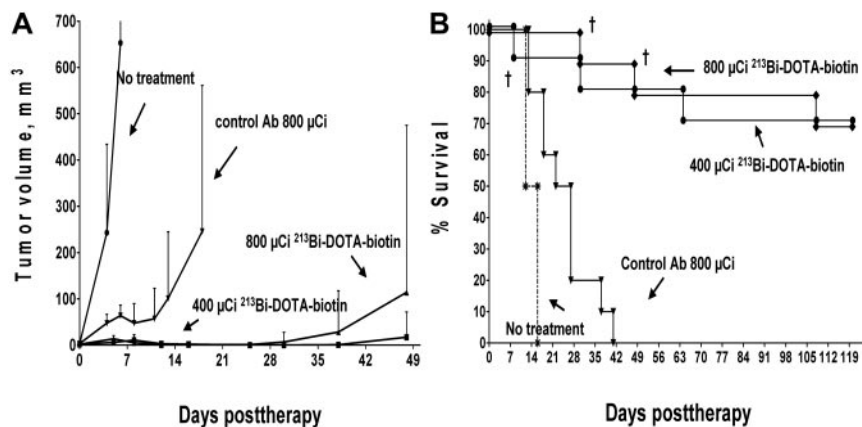 A
Tumor volume, mm³
700
600
500
400
300
200
100
0
0 7 14 21 28 35 42 49
Days posttherapy
No treatment
control Ab 800 µCi
800 µCi ²¹³Bi-DOTA-biotin
400 µCi ²¹³Bi-DOTA-biotin
B
% Survival
100
90
80
70
60
50
40
30
20
10
0
0 7 14 21 28 35 42 49 56 63 70 77 84 91 98 105 112 119
Days posttherapy
†
†
†
800 µCi ²¹³Bi-DOTA-biotin
400 µCi ²¹³Bi-DOTA-biotin
Control Ab 800 µCi
No treatment